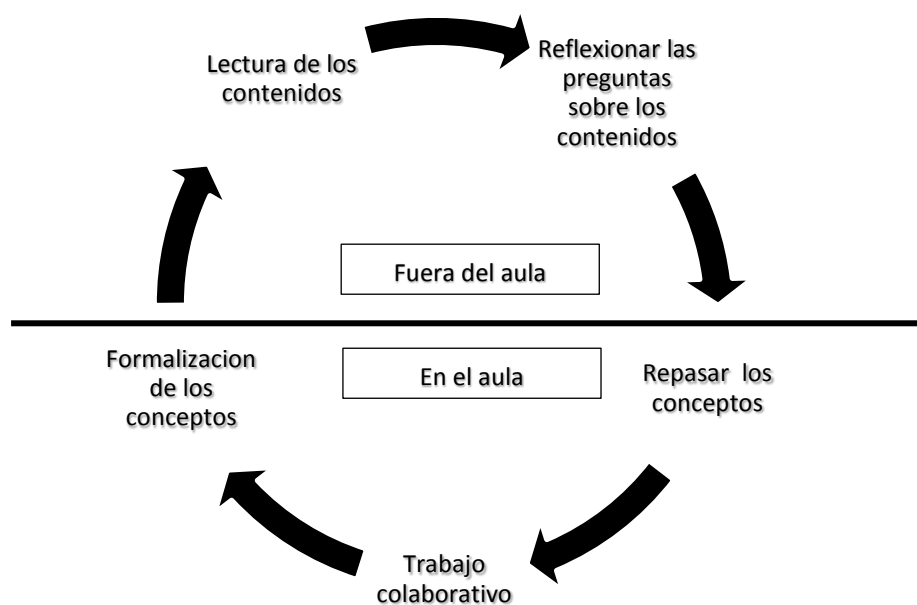 Lectura de los
contenidos
Reflexionar las
preguntas
sobre los
contenidos
Fuera del aula
En el aula
Repasar los
conceptos
Trabajo
colaborativo
Formalizacion
de los
conceptos